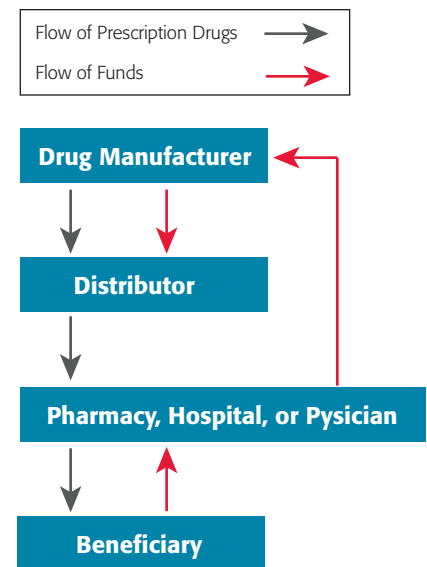 Flow of Prescription Drugs
Flow of Funds
Drug Manufacturer
Distributor
Pharmacy, Hospital, or Pysician
Beneficiary